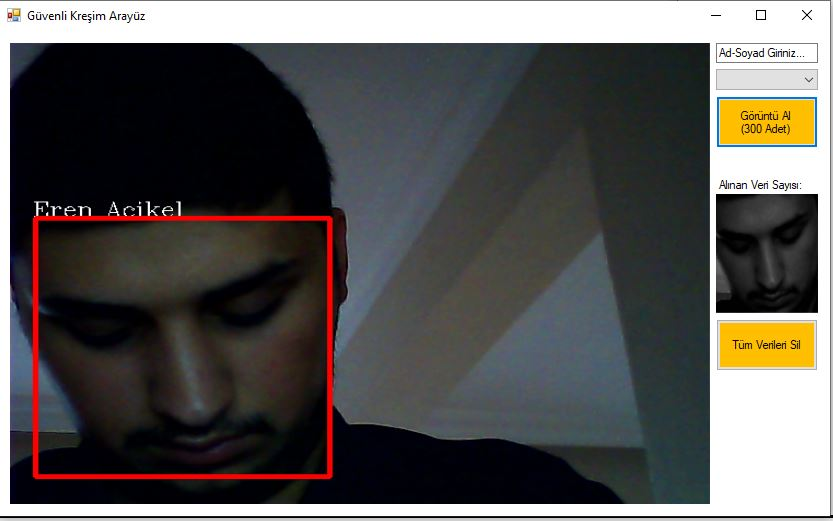 Güvenli Kreşim Arayüz
Ad-Soyad Giriniz...
Görüntü Al
(300 Adet)
Eren Acikel
Alınan Veri Sayısı:
Tüm Verileri Sil